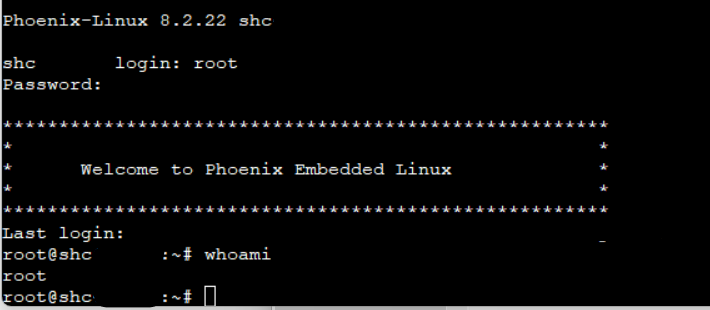 Phoenix-Linux 8.2.22 shc
shc login: root
Password:
******************************************************
* *
* Welcome to Phoenix Embedded Linux *
* *
******************************************************
Last login:
root@shc :~# whoami
root
root@shc :~#